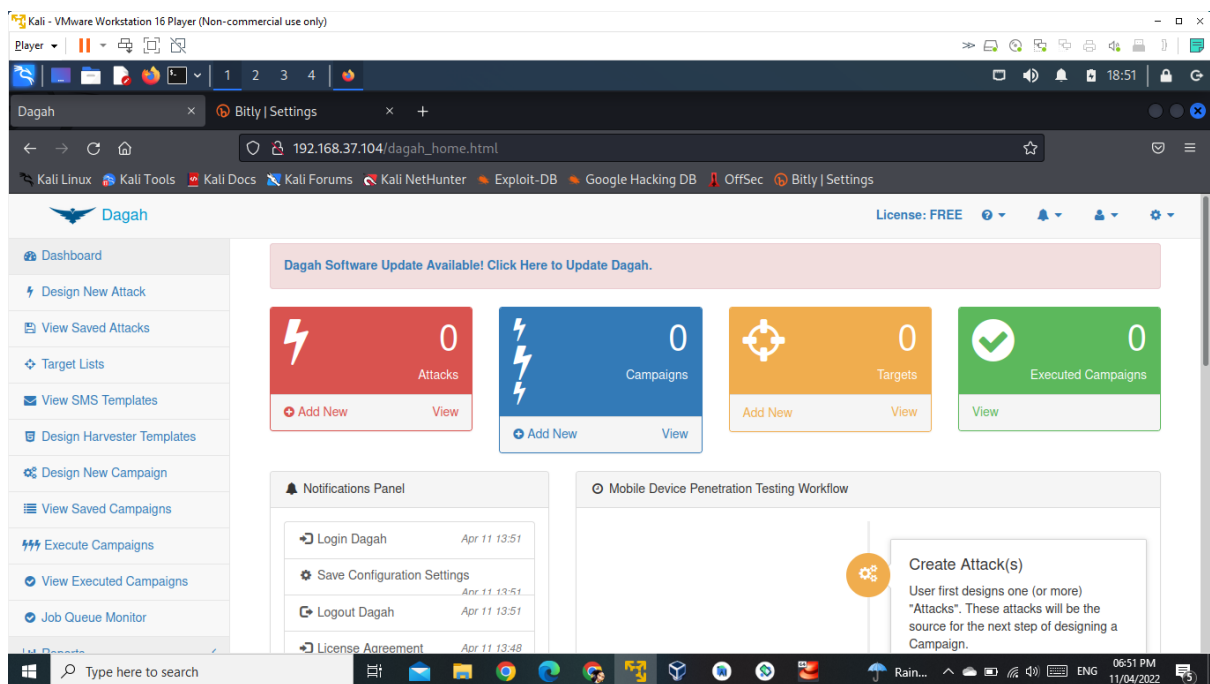 Kali - VMware Workstation 16 Player (Non-commercial use only)
Player
1 2 3 4 18:51
Dagah Bitly | Settings
192.168.37.104/dagah_home.html
Kali Linux Kali Tools Kali Docs Kali Forums Kali NetHunter Exploit-DB Google Hacking DB OffSec Bitly | Settings
Dagah License: FREE
Dashboard
Design New Attack
View Saved Attacks
Target Lists
View SMS Templates
Design Harvester Templates
Design New Campaign
View Saved Campaigns
Execute Campaigns
View Executed Campaigns
Job Queue Monitor
Reports
Dagah Software Update Available! Click Here to Update Dagah.
0
Attacks
Add New View
0
Campaigns
Add New View
0
Targets
Add New View
0
Executed Campaigns
View
Notifications Panel
Login Dagah Apr 11 13:51
Save Configuration Settings
Apr 11 13:51
Logout Dagah Apr 11 13:51
License Agreement Apr 11 13:48
Mobile Device Penetration Testing Workflow
Create Attack(s)
User first designs one (or more)
"Attacks". These attacks will be the
source for the next step of designing a
Campaign.
Type here to search
Rain... ENG 06:51 PM
11/04/2022
5